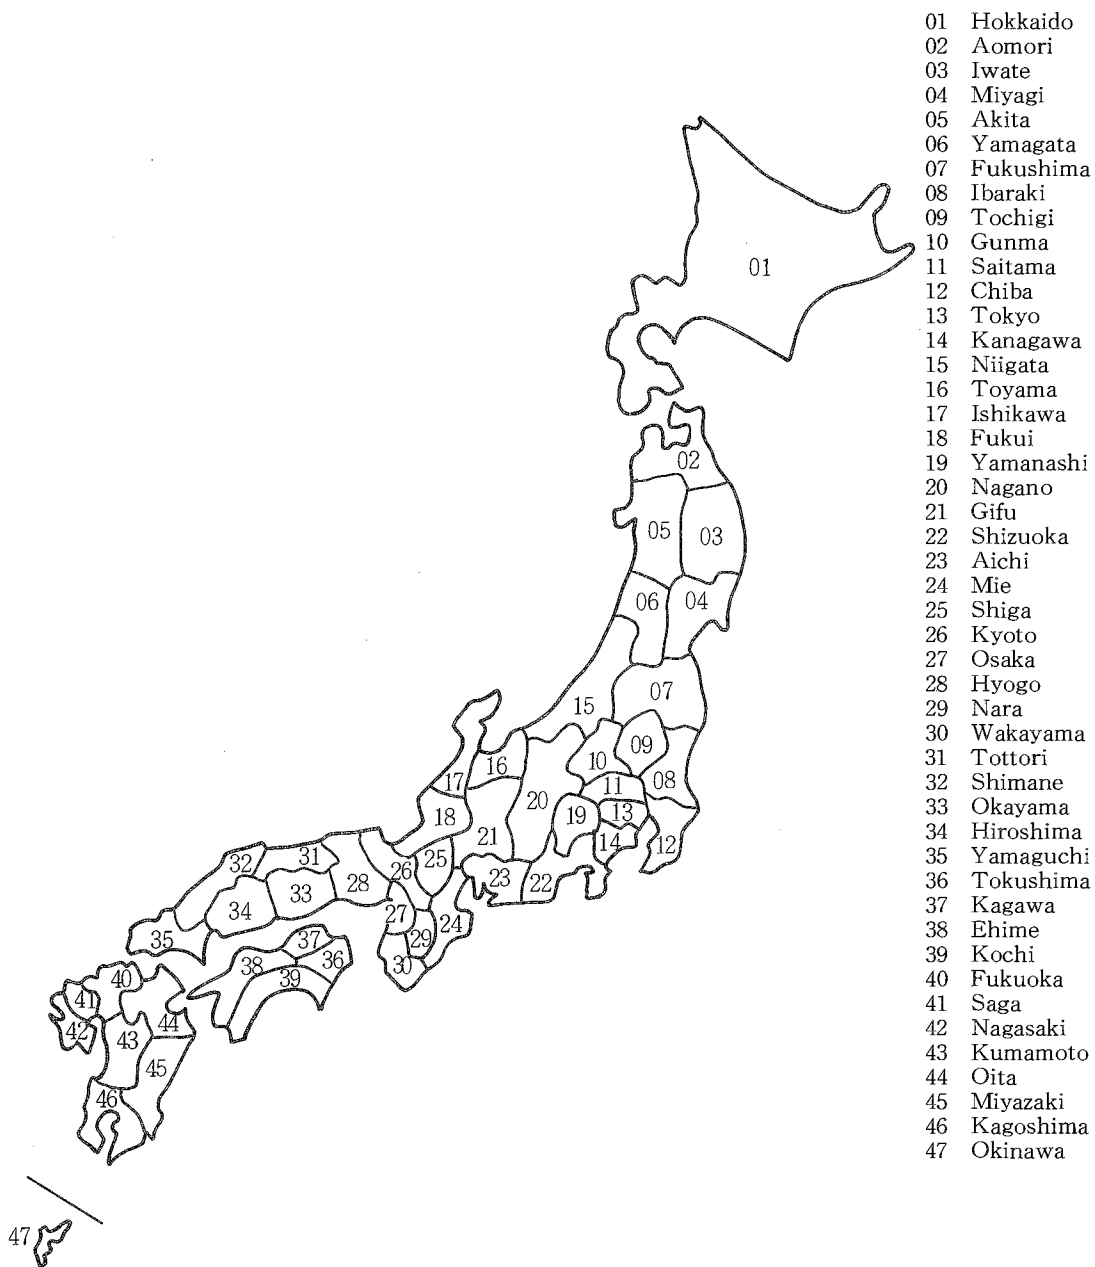 01 Hokkaido
02 Aomori
03 Iwate
04 Miyagi
05 Akita
06 Yamagata
07 Fukushima
08 Ibaraki
09 Tochigi
10 Gunma
11 Saitama
12 Chiba
13 Tokyo
14 Kanagawa
15 Niigata
16 Toyama
17 Ishikawa
18 Fukui
19 Yamanashi
20 Nagano
21 Gifu
22 Shizuoka
23 Aichi
24 Mie
25 Shiga
26 Kyoto
27 Osaka
28 Hyogo
29 Nara
30 Wakayama
31 Tottori
32 Shimane
33 Okayama
34 Hiroshima
35 Yamaguchi
36 Tokushima
37 Kagawa
38 Ehime
39 Kochi
40 Fukuoka
41 Saga
42 Nagasaki
43 Kumamoto
44 Oita
45 Miyazaki
46 Kagoshima
47 Okinawa
01
02
05
03
06
04
07
15
09
16
10
17
08
11
20
18
19
13
21
14
12
31
32
25
26
28
23
22
33
34
27
24
35
37
29
38
36
30
39
40
41
44
42
43
45
46
47